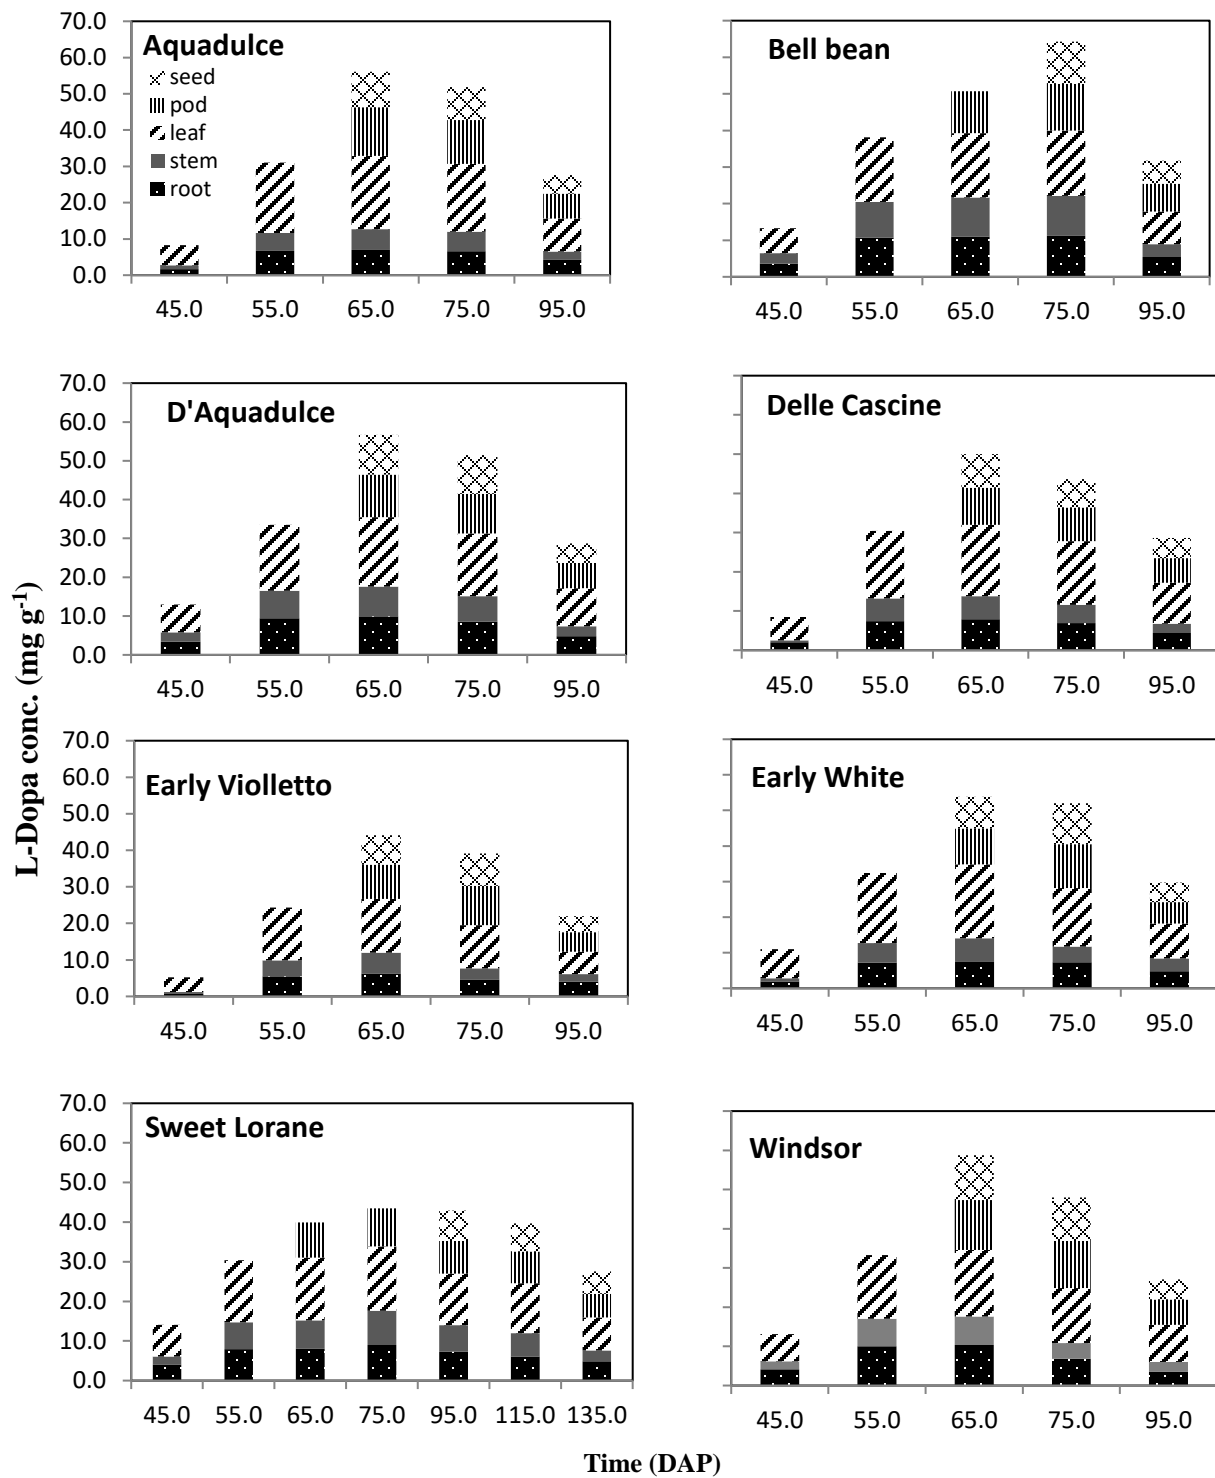 Aquadulce
seed
pod
leaf
stem
root
70.0
60.0
50.0
40.0
30.0
20.0
10.0
0.0
45.0 55.0 65.0 75.0 95.0
Bell bean
45.0 55.0 65.0 75.0 95.0
D'Aquadulce
70.0
60.0
50.0
40.0
30.0
20.0
10.0
0.0
45.0 55.0 65.0 75.0 95.0
Delle Cascine
45.0 55.0 65.0 75.0 95.0
L-Dopa conc. (mg g-1)
Early Violletto
70.0
60.0
50.0
40.0
30.0
20.0
10.0
0.0
45.0 55.0 65.0 75.0 95.0
Early White
45.0 55.0 65.0 75.0 95.0
Sweet Lorane
70.0
60.0
50.0
40.0
30.0
20.0
10.0
0.0
45.0 55.0 65.0 75.0 95.0 115.0 135.0
Windsor
45.0 55.0 65.0 75.0 95.0
Time (DAP)